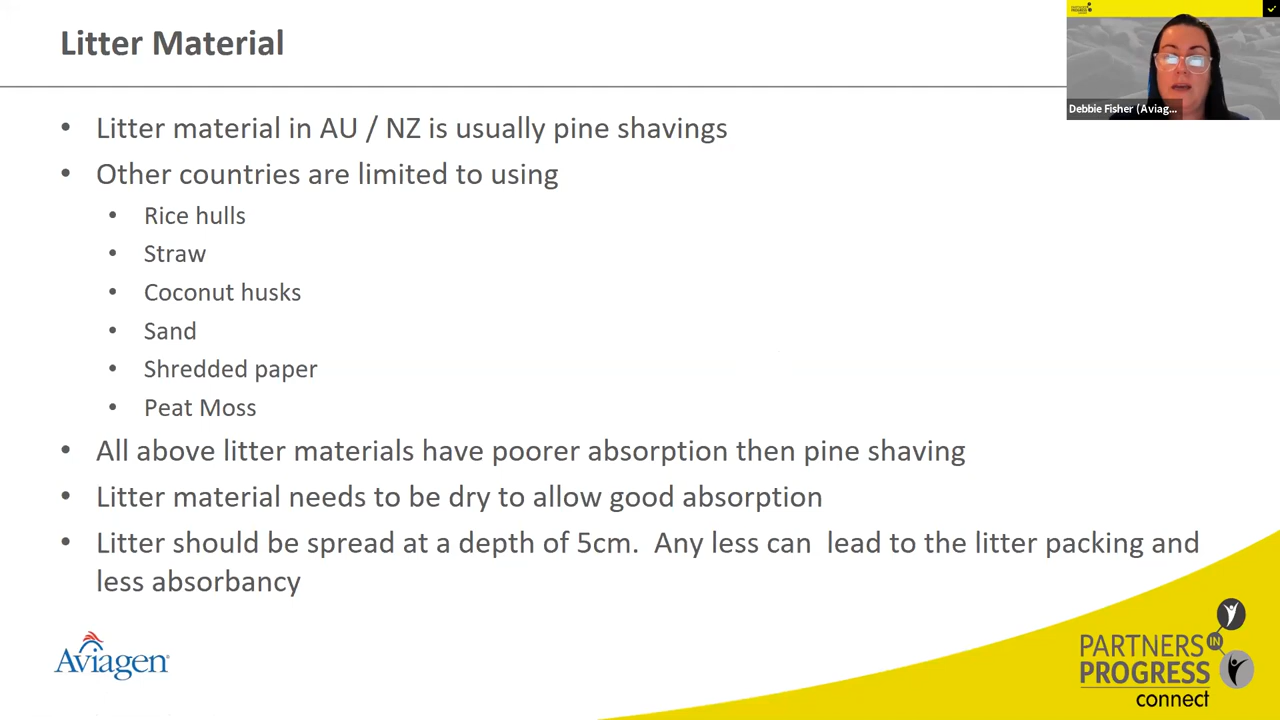 Litter Material
Debbie Fisher (Aviag...
• Litter material in AU / NZ is usually pine shavings
• Other countries are limited to using
• Rice hulls
• Straw
• Coconut husks
• Sand
• Shredded paper
• Peat Moss
• All above litter materials have poorer absorption then pine shaving
• Litter material needs to be dry to allow good absorption
• Litter should be spread at a depth of 5cm.  Any less can  lead to the litter packing and
less absorbancy
Aviagen
PARTNERS IN
PROGRESS
connect